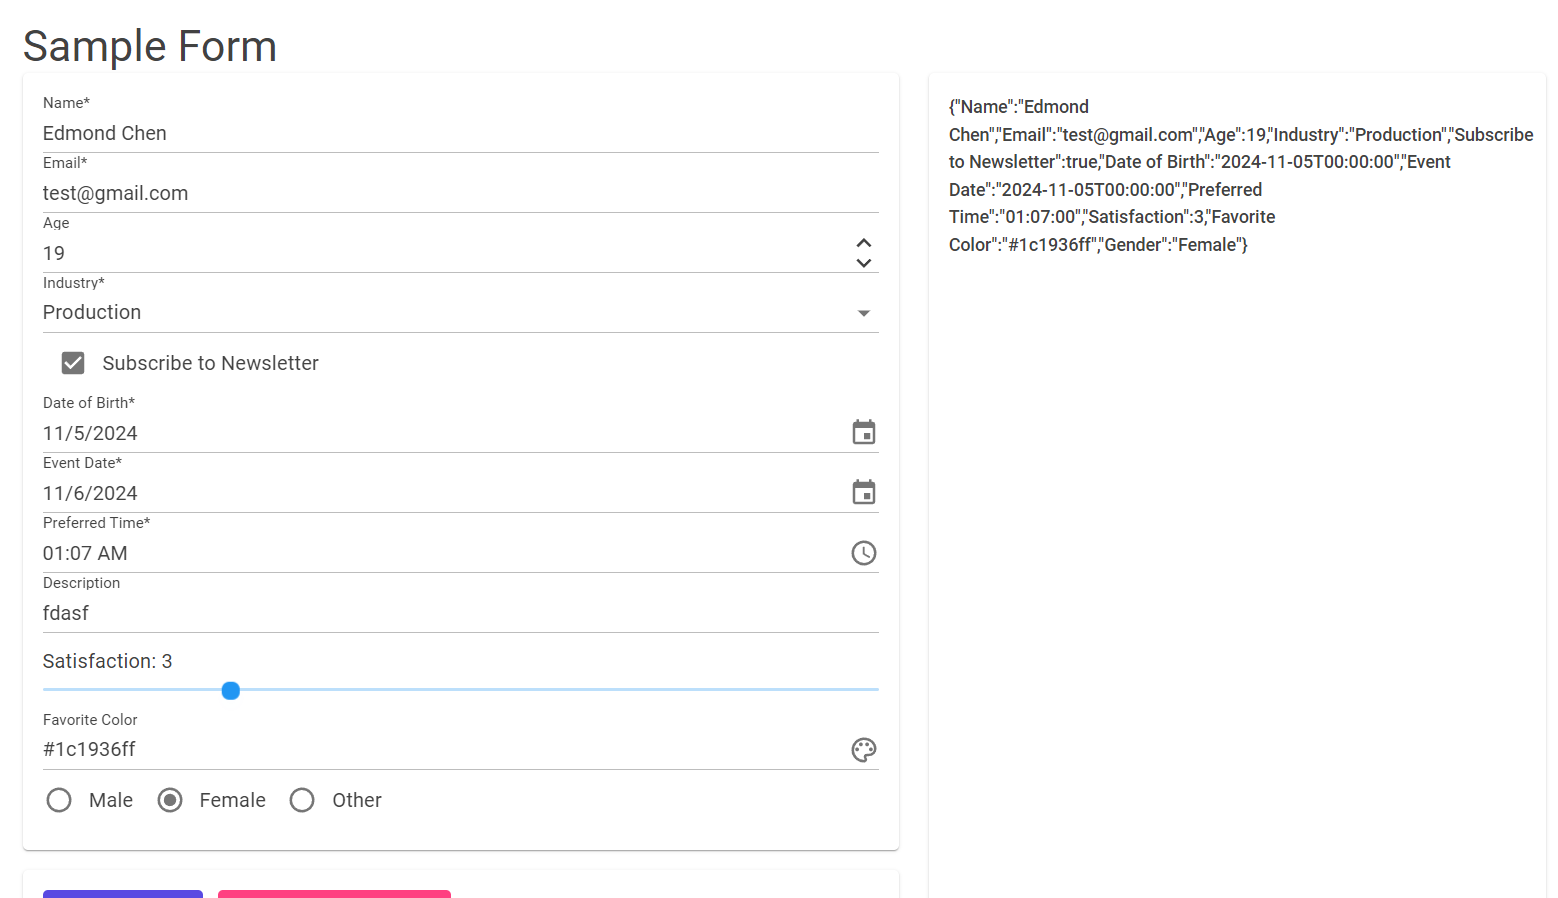 Sample Form
Name*
Edmond Chen
Email*
test@gmail.com
Age
19
Industry*
Production
Subscribe to Newsletter
Date of Birth*
11/5/2024
Event Date*
11/6/2024
Preferred Time*
01:07 AM
Description
fdasf
Satisfaction: 3
Favorite Color
#1c1936ff
Male Female Other
{"Name":"Edmond
Chen","Email":"test@gmail.com","Age":19,"Industry":"Production","Subscribe
to Newsletter":true,"Date of Birth":"2024-11-05T00:00:00","Event
Date":"2024-11-05T00:00:00","Preferred
Time":"01:07:00","Satisfaction":3,"Favorite
Color":"#1c1936ff","Gender":"Female"}